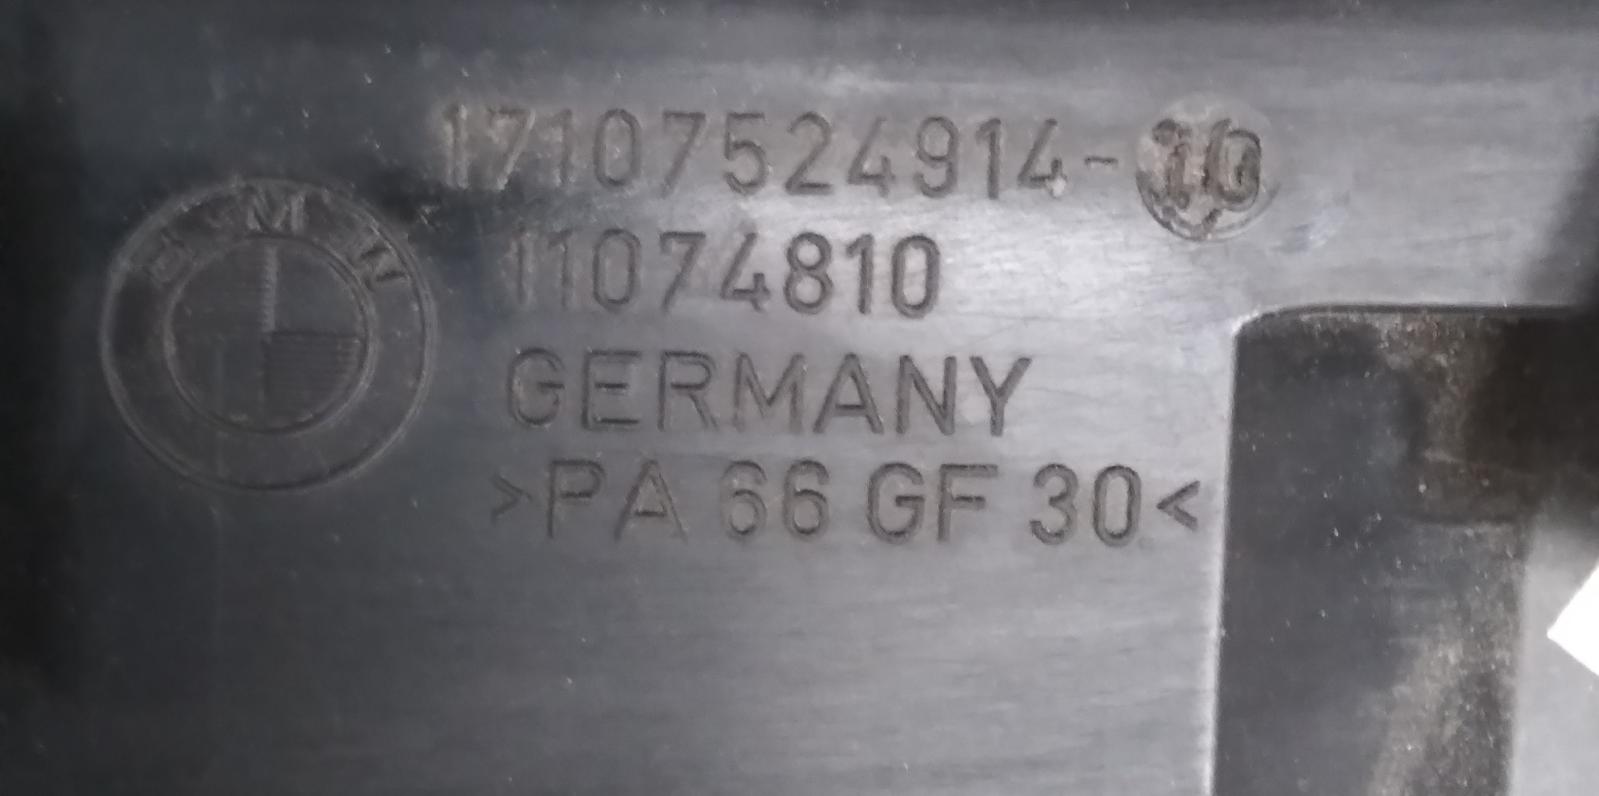 17107524914-10
BMW
11074810
GERMANY
>PA 66 GF 30<